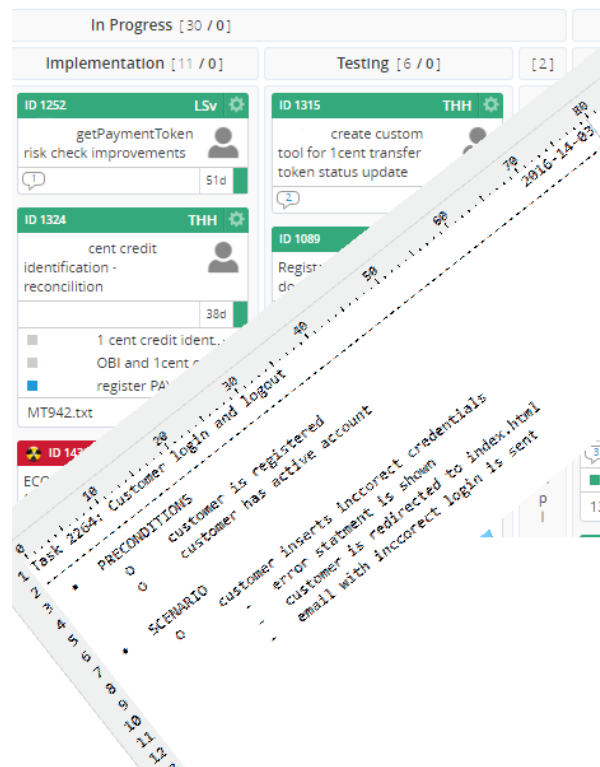 In Progress [30 / 0]
Implementation [11 / 0]
Testing [6 / 0]
[2]
ID 1252 LSv
getPaymentToken
risk check improvements
1
51d
ID 1324 THH
cent credit
identification -
reconcilition
38d
1 cent credit ident..
OBI and 1cent
register
MT942.txt
ID 1315 THH
create custom
tool for 1cent transfer
token status update
2
ID 1089
3
p
0 10 20 30 40 50 60 70 80
1 Task 2264: Customer login and logout 2016-14-03
2
3 * PRECONDITIONS
4 o customer is registered
5 o customer has active account
6
7 * SCENARIO
8 o customer inserts inccorect credentials
9 - error statment is shown
10 - customer is redirected to index.html
11 - email with inccorect login is sent
12